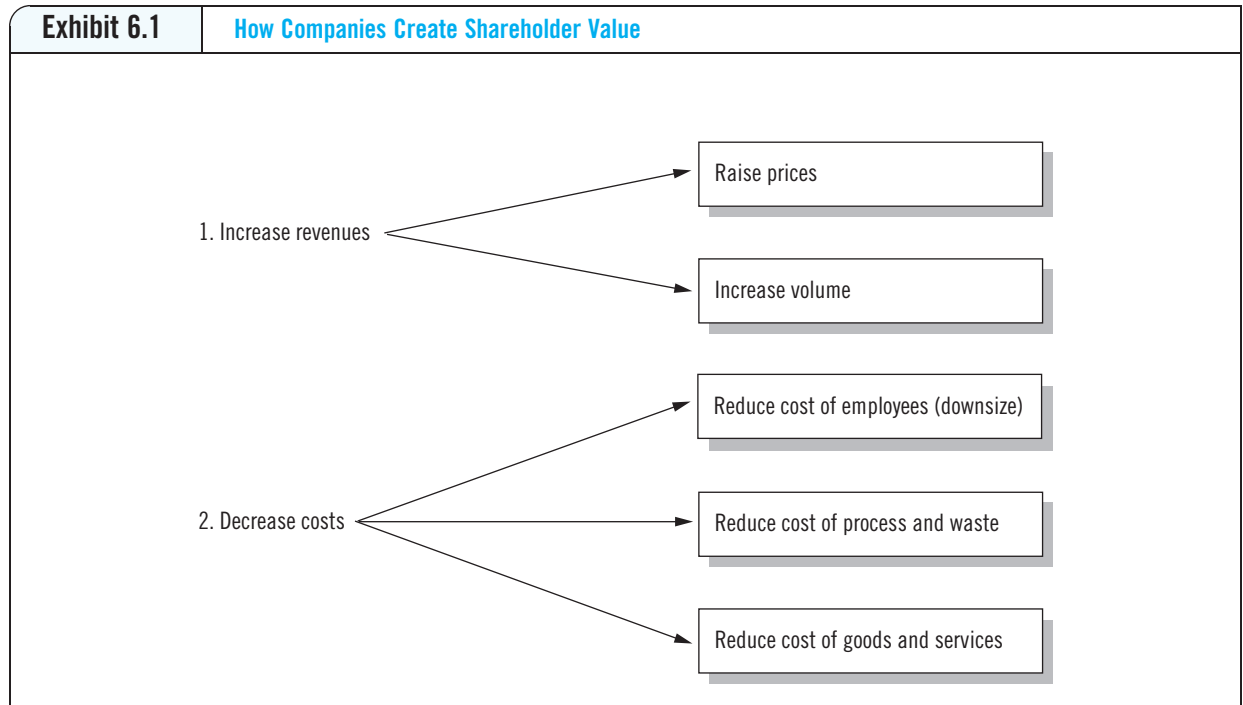 Exhibit 6.1
How Companies Create Shareholder Value
1. Increase revenues
Raise prices
Increase volume
2. Decrease costs
Reduce cost of employees (downsize)
Reduce cost of process and waste
Reduce cost of goods and services